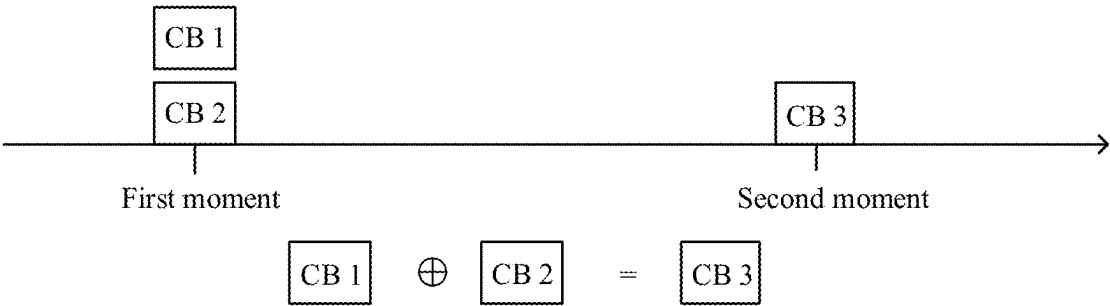 CB 1
CB 2
CB 3
First moment
Second moment
CB 1 ⊕ CB 2 = CB 3